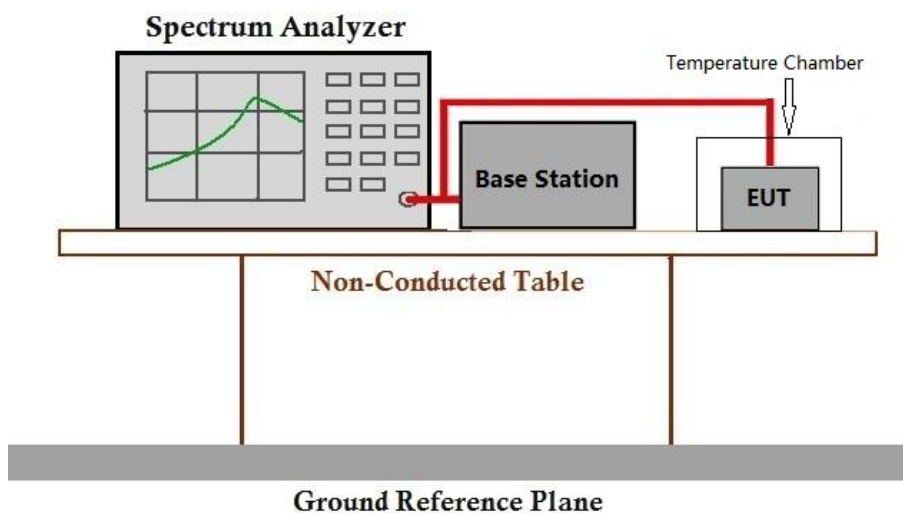 Spectrum Analyzer
Temperature Chamber
Base Station
EUT
Non-Conducted Table
Ground Reference Plane